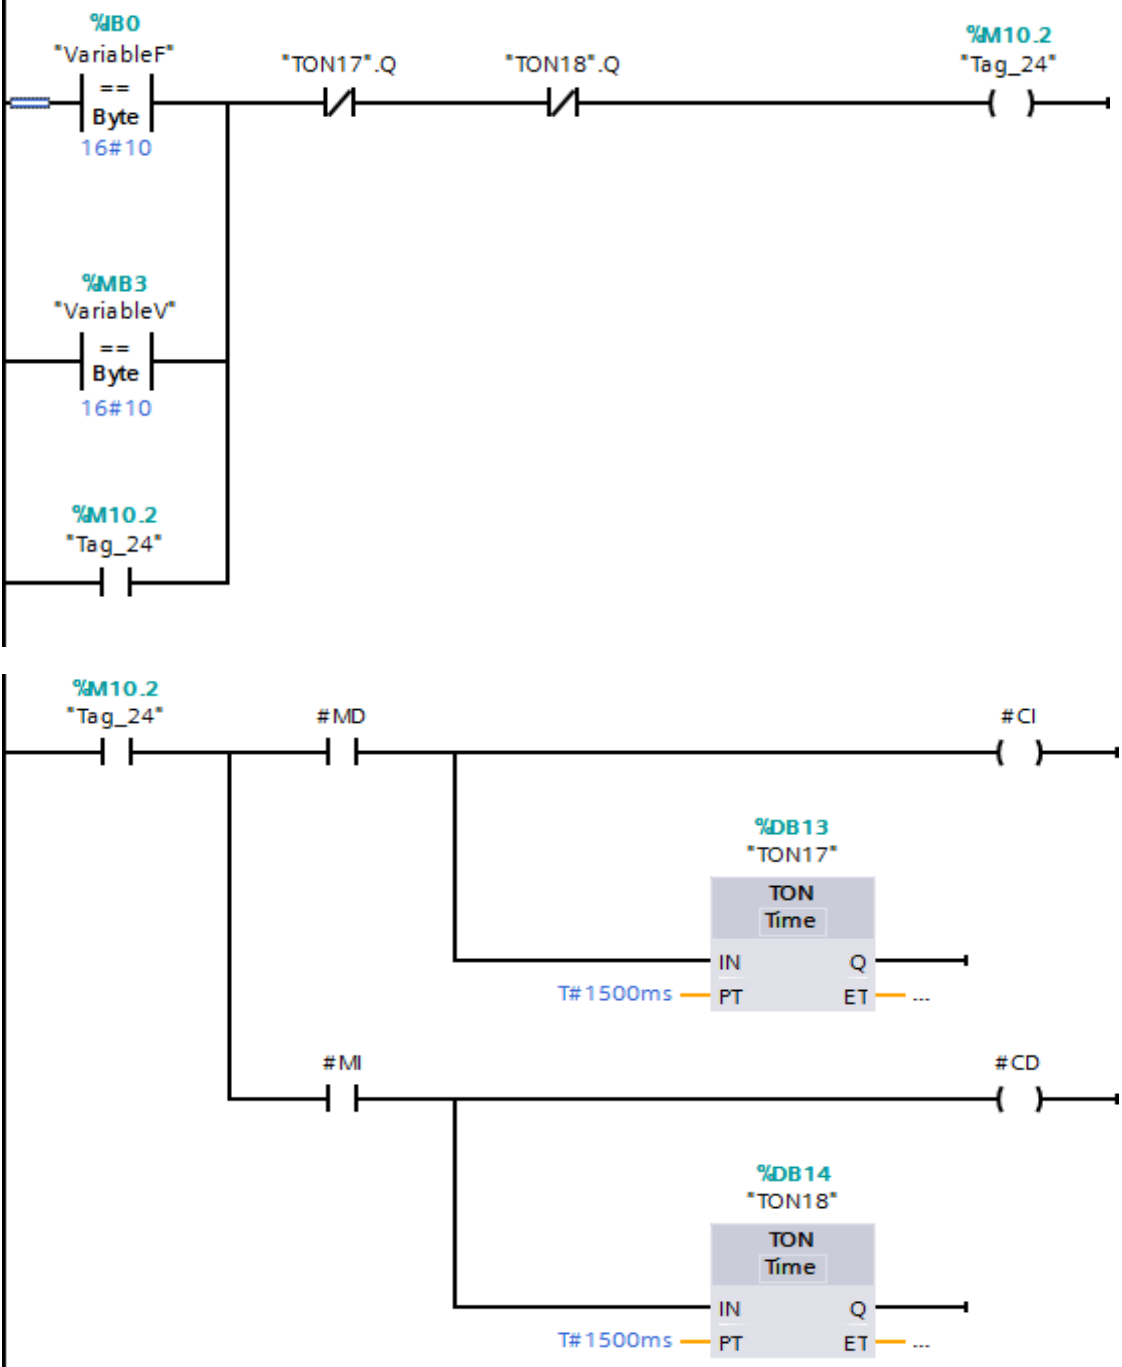 %IB0
"VariableF"
==
Byte
16#10
"TON17".Q
"TON18".Q
%M10.2
"Tag_24"
%MB3
"VariableV"
==
Byte
16#10
%M10.2
"Tag_24"
%M10.2
"Tag_24"
#MD
#CI
%DB13
"TON17"
TON
Time
IN Q
T#1500ms PT ET ...
#MI
#CD
%DB14
"TON18"
TON
Time
IN Q
T#1500ms PT ET ...